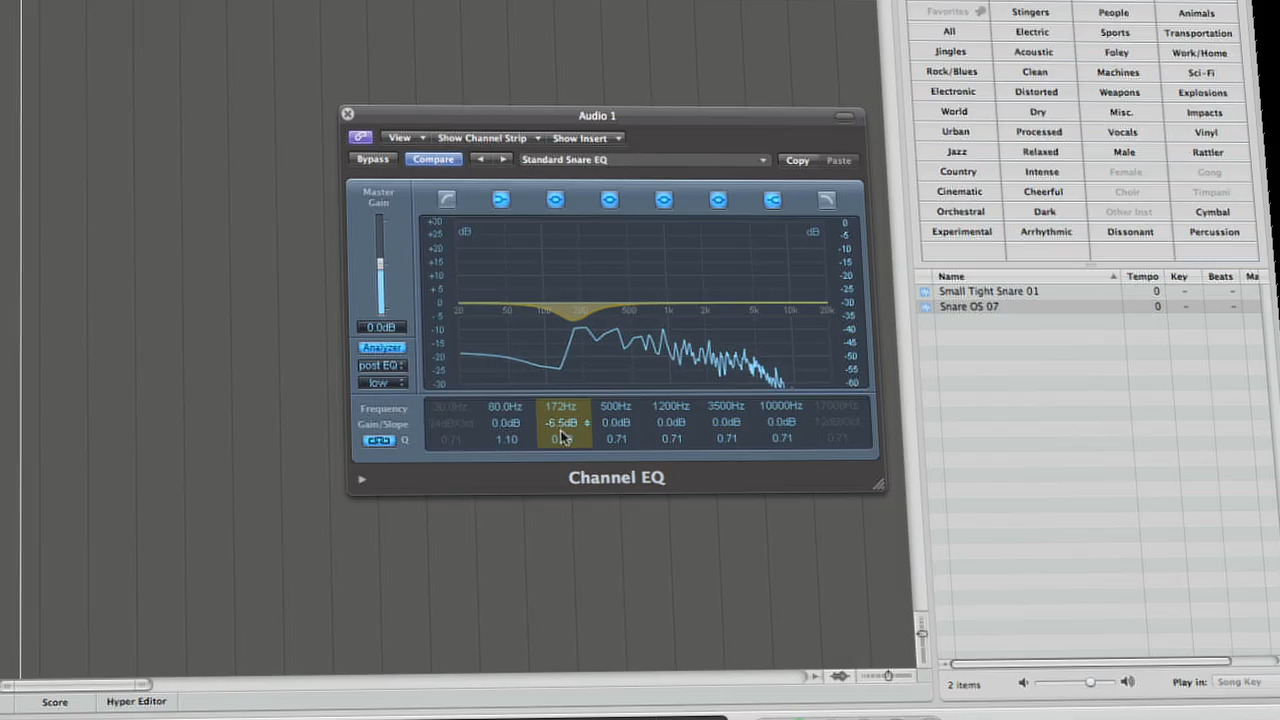 Favorites Stingers People Animals
All Electric Sports Transportation
Jingles Acoustic Foley Work/Home
Rock/Blues Clean Machines Sci-Fi
Electronic Distorted Weapons Explosions
World Dry Misc. Impacts
Urban Processed Vocals Vinyl
Jazz Relaxed Male Rattler
Country Intense Female Gong
Cinematic Cheerful Choir Timpani
Orchestral Dark Other Inst Cymbal
Experimental Arrhythmic Dissonant Percussion
Name Tempo Key Beats Ma
Small Tight Snare 01 0 - -
Snare OS 07 0 - -
2 items Play in: Song Key
Audio 1
View Show Channel Strip Show Insert
Bypass Compare Standard Snare EQ Copy Paste
Master
Gain
0.0dB
Analyzer
post EQ
low
+30 0
+25 dB dB -5
+20 -10
+15 -15
+10 -20
+5 -25
0 -30
20 50 100 200 500 1k 2k 5k 10k 20k
-5 -35
-10 -40
-15 -45
-20 -50
-25 -55
-30 -60
Frequency 30.0Hz 80.0Hz 172Hz 500Hz 1200Hz 3500Hz 10000Hz 17000Hz
Gain/Slope 24dB/Oct 0.0dB -6.5dB 0.0dB 0.0dB 0.0dB 0.0dB 12dB/Oct
Q 0.71 1.10 0.71 0.71 0.71 0.71 0.71
Channel EQ
Score Hyper Editor